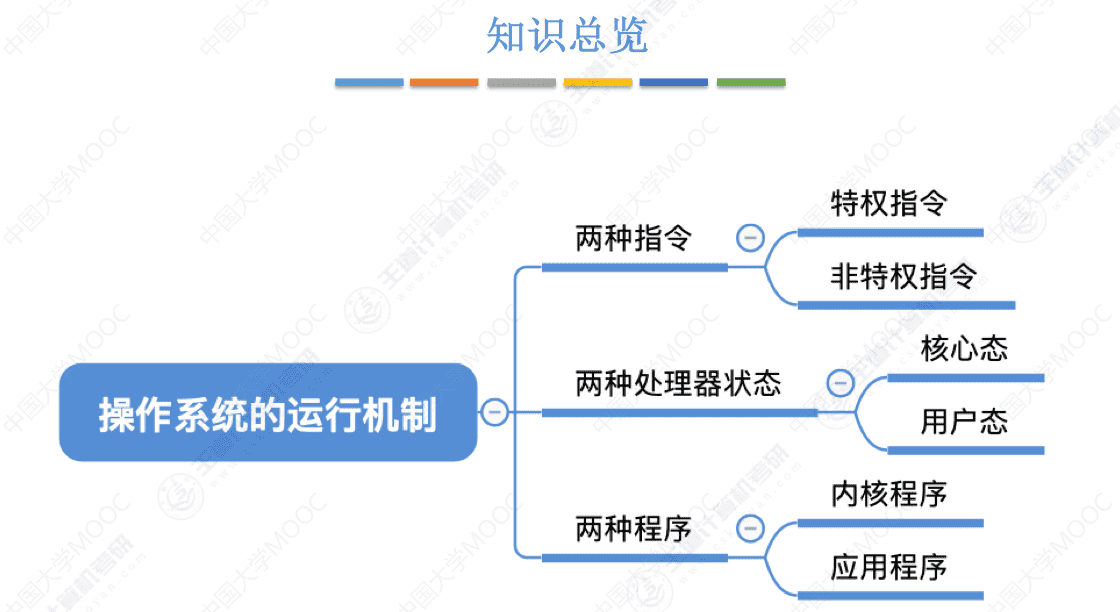 知识总览
特权指令
两种指令
非特权指令
核心态
两种处理器状态
操作系统的运行机制
用户态
内核程序
两种程序
应用程序
中国大学MOOC
王道计算机考研
www.cskaoyan.com